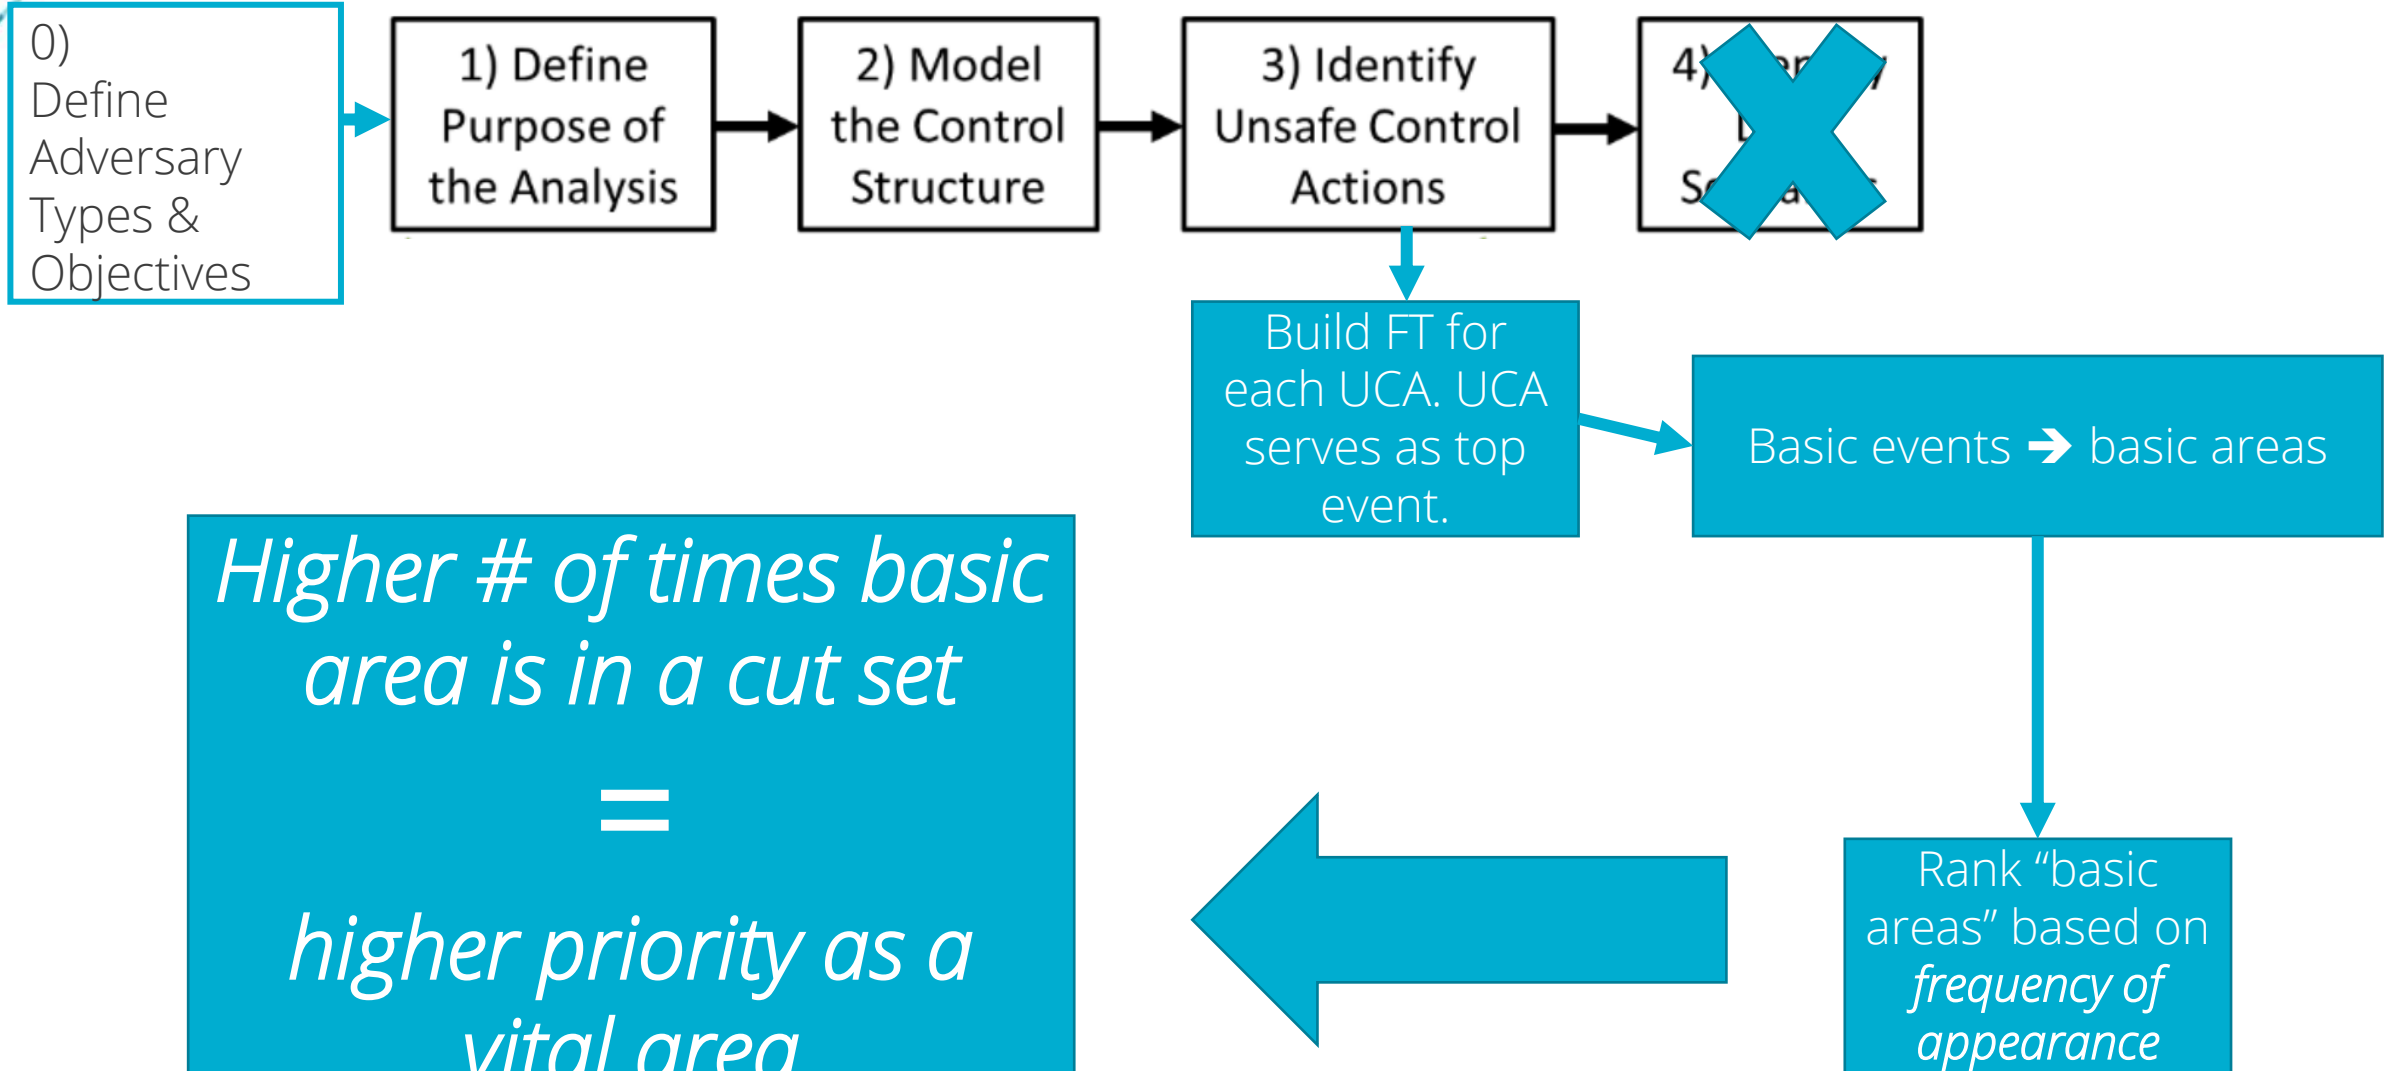 0)
Define
Adversary
Types &
Objectives
1) Define
Purpose of
the Analysis
2) Model
the Control
Structure
3) Identify
Unsafe Control
Actions
4)
Build FT for
each UCA. UCA
serves as top
event.
Basic events ➔ basic areas
Rank “basic
areas” based on
frequency of
appearance
Higher # of times basic
area is in a cut set
=
higher priority as a
vital area